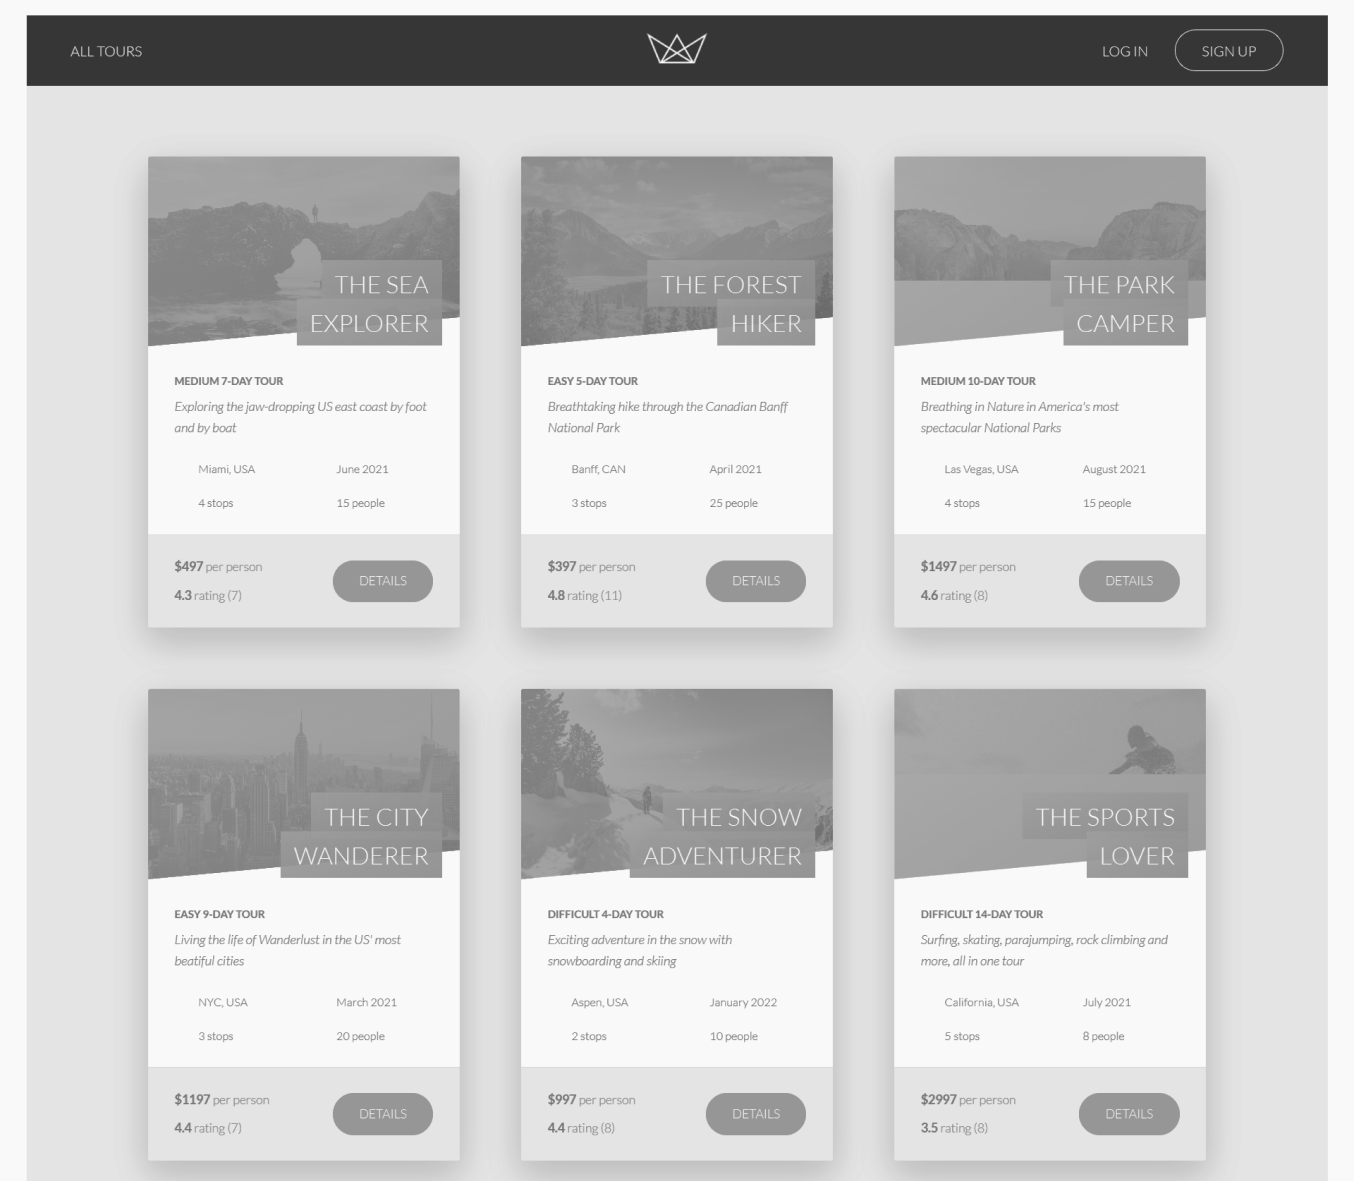 ALL TOURS
LOG IN
SIGN UP
THE SEA
EXPLORER
MEDIUM 7-DAY TOUR
Exploring the jaw-dropping US east coast by foot
and by boat
Miami, USA
June 2021
4 stops
15 people
$497 per person
4.3 rating (7)
DETAILS
THE FOREST
HIKER
EASY 5-DAY TOUR
Breathtaking hike through the Canadian Banff
National Park
Banff, CAN
April 2021
3 stops
25 people
$397 per person
4.8 rating (11)
DETAILS
THE PARK
CAMPER
MEDIUM 10-DAY TOUR
Breathing in Nature in America's most
spectacular National Parks
Las Vegas, USA
August 2021
4 stops
15 people
$1497 per person
4.6 rating (8)
DETAILS
THE CITY
WANDERER
EASY 9-DAY TOUR
Living the life of Wanderlust in the US' most
beatiful cities
NYC, USA
March 2021
3 stops
20 people
$1197 per person
4.4 rating (7)
DETAILS
THE SNOW
ADVENTURER
DIFFICULT 4-DAY TOUR
Exciting adventure in the snow with
snowboarding and skiing
Aspen, USA
January 2022
2 stops
10 people
$997 per person
4.4 rating (8)
DETAILS
THE SPORTS
LOVER
DIFFICULT 14-DAY TOUR
Surfing, skating, parajumping, rock climbing and
more, all in one tour
California, USA
July 2021
5 stops
8 people
$2997 per person
3.5 rating (8)
DETAILS